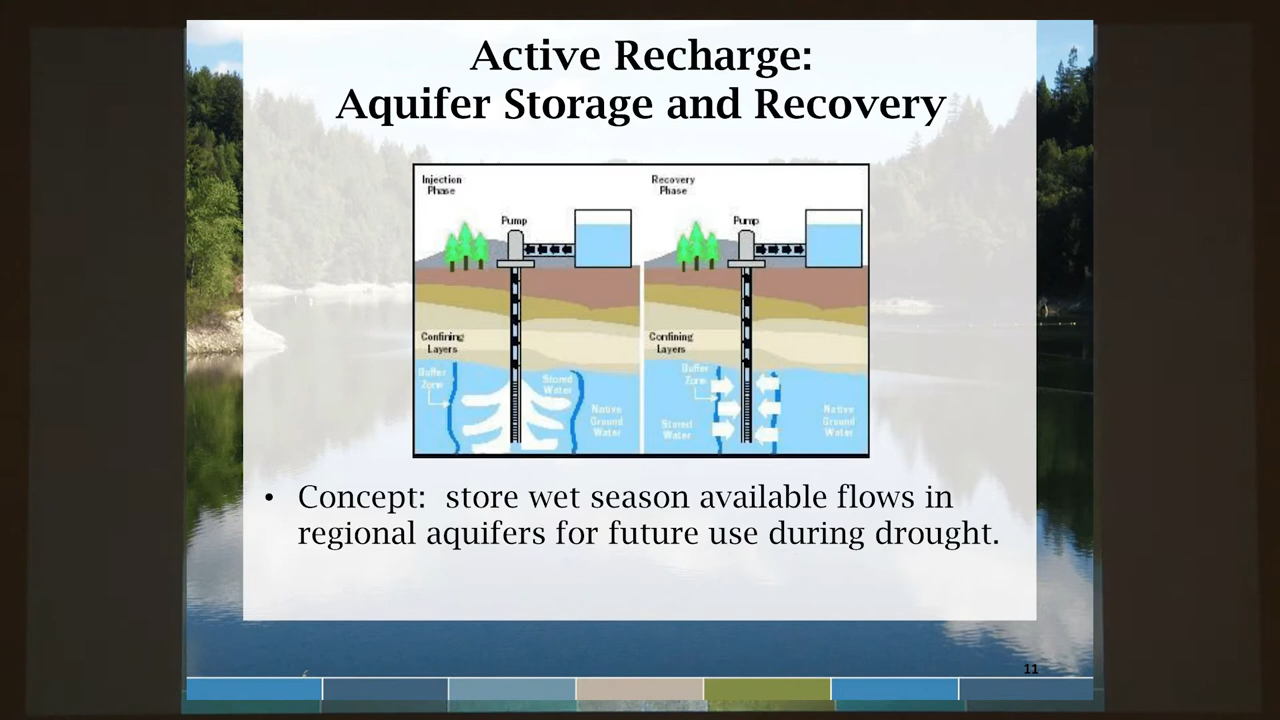 Active Recharge:
Aquifer Storage and Recovery
Injection
Phase
Pump
Confining
Layers
Buffer
Zone
Stored
Water
Native
Ground
Water
Recovery
Phase
Pump
Confining
Layers
Buffer
Zone
Stored
Water
Native
Ground
Water
• Concept:  store wet season available flows in
regional aquifers for future use during drought.
11